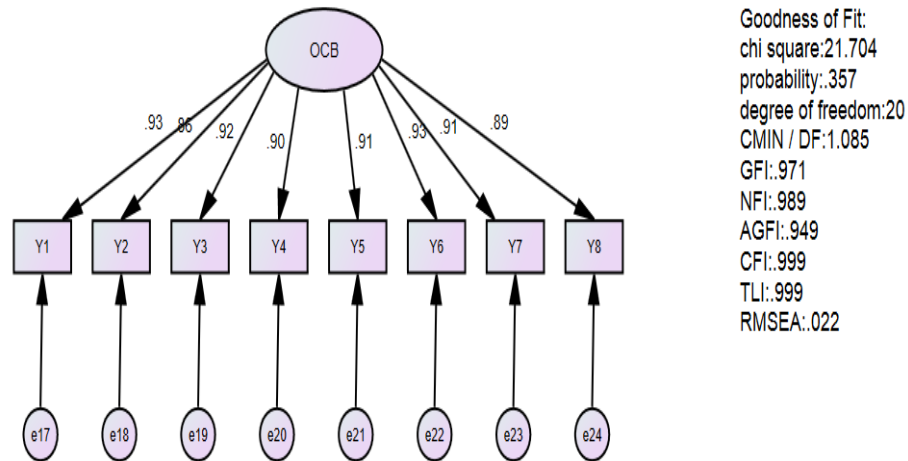 OCB
.93 .86 .92 .90 .91 .93 .91 .89
Y1 Y2 Y3 Y4 Y5 Y6 Y7 Y8
e17 e18 e19 e20 e21 e22 e23 e24
Goodness of Fit:
chi square:21.704
probability:.357
degree of freedom:20
CMIN / DF:1.085
GFI:.971
NFI:.989
AGFI:.949
CFI:.999
TLI:.999
RMSEA:.022